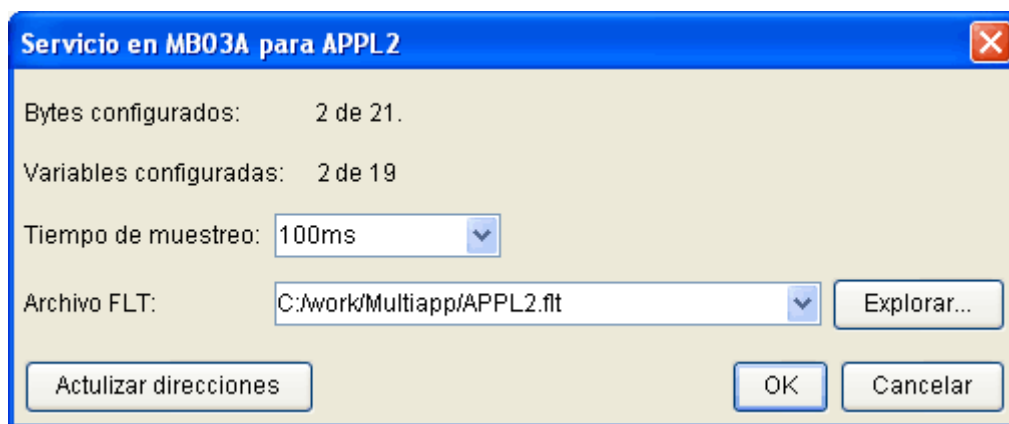 Servicio en MB03A para APPL2
Bytes configurados: 2 de 21.
Variables configuradas: 2 de 19
Tiempo de muestreo: 100ms
Archivo FLT: C:/work/Multiapp/APPL2.flt Explorar...
Actulizar direcciones OK Cancelar